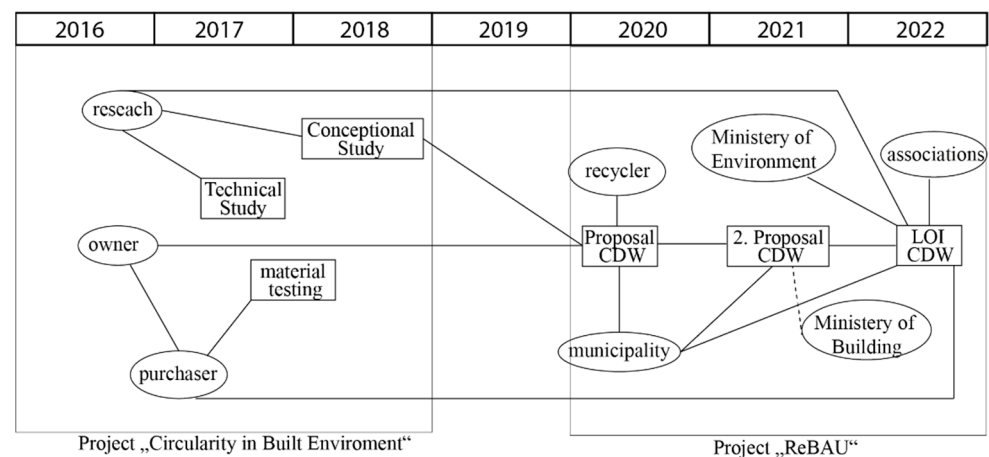 2016 2017 2018 2019 2020 2021 2022
reseach
Conceptional
Study
Technical
Study
owner
material
testing
purchaser
recycler
Proposal
CDW
municipality
Ministery of
Environment
2. Proposal
CDW
Ministery of
Building
associations
LOI
CDW
Project „Circularity in Built Enviroment“
Project „ReBAU“